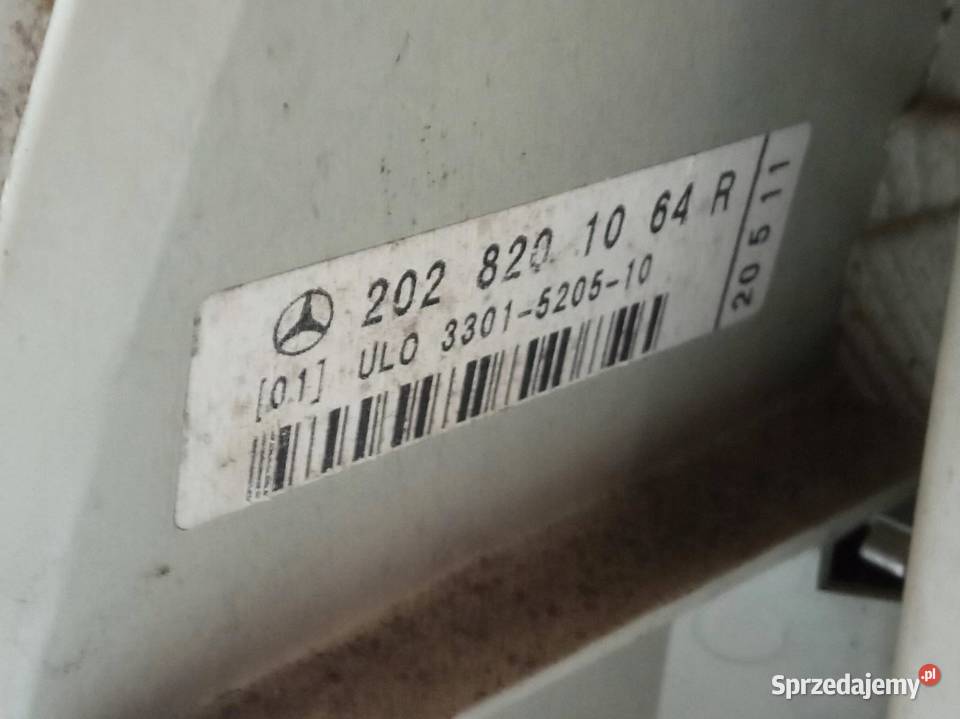 202 820 10 64 R
[01] ULO 3301-5205-10
20 5 11
Sprzedajemy.pl